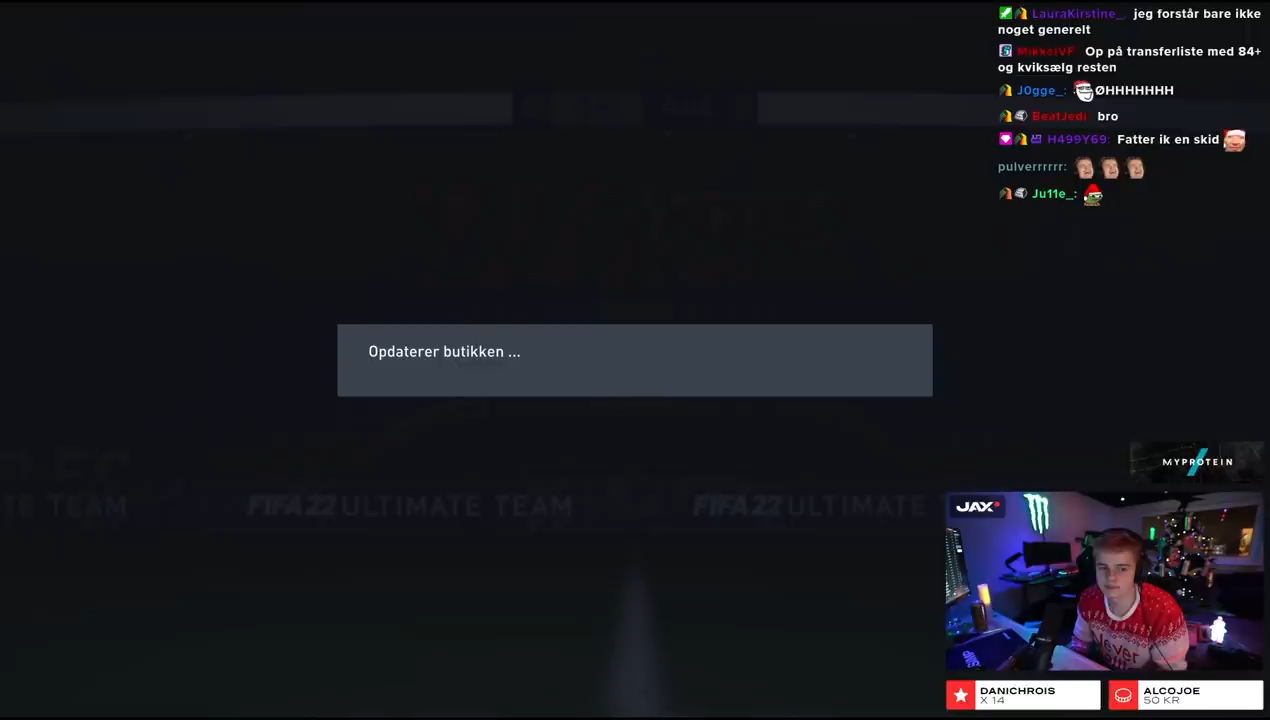 LauraKirstine_: jeg forstår bare ikke
noget generelt
MikkelVF: Op på transferliste med 84+
og kviksælg resten
J0gge_: ØHHHHHHH
BeatJedi: bro
H499Y69: Fatter ik en skid
pulverrrrrr:
Ju11e_:
Opdaterer butikken ...
TE TEAM
FIFA 22 ULTIMATE TEAM
FIFA 22 ULTIMATE
MYPROTEIN
JAX
Never
DANICHROIS
X 14
ALCOJOE
50 KR